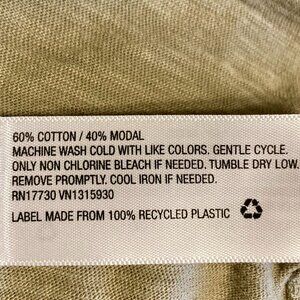 60% COTTON / 40% MODAL
MACHINE WASH COLD WITH LIKE COLORS. GENTLE CYCLE.
ONLY NON CHLORINE BLEACH IF NEEDED. TUMBLE DRY LOW.
REMOVE PROMPTLY. COOL IRON IF NEEDED.
RN17730 VN1315930
LABEL MADE FROM 100% RECYCLED PLASTIC